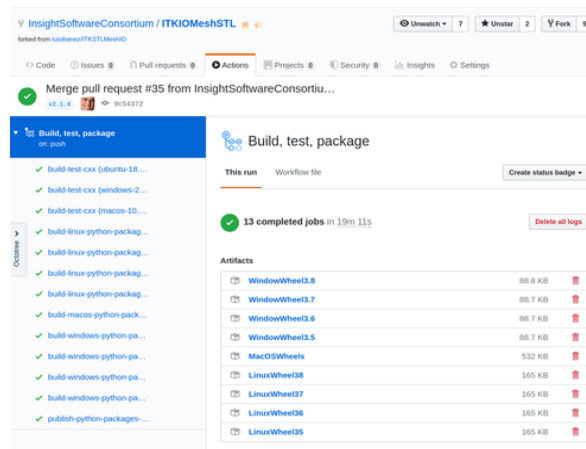 InsightSoftwareConsortium / ITKIOMeshSTL
Unwatch 7 Unstar 2 Fork
forked from luisibanez/ITKSTLMeshIO
Code Issues 0 Pull requests 0 Actions Projects 0 Security 0 Insights Settings
Merge pull request #35 from InsightSoftwareConsortiu…
v2.1.0 9c54372
Build, test, package
on: push
build-test-cxx (ubuntu-18.…
build-test-cxx (windows-2…
build-test-cxx (macos-10.…
build-linux-python-packag…
build-linux-python-packag…
build-linux-python-packag…
build-linux-python-packag…
build-macos-python-pack…
build-windows-python-pa…
build-windows-python-pa…
build-windows-python-pa…
build-windows-python-pa…
publish-python-packages-…
Octotree
Build, test, package
This run Workflow file
Create status badge
13 completed jobs in 19m 11s
Delete all logs
Artifacts
WindowWheel3.8 88.8 KB
WindowWheel3.7 88.7 KB
WindowWheel3.6 88.7 KB
WindowWheel3.5 88.7 KB
MacOSWheels 532 KB
LinuxWheel38 165 KB
LinuxWheel37 165 KB
LinuxWheel36 165 KB
LinuxWheel35 165 KB